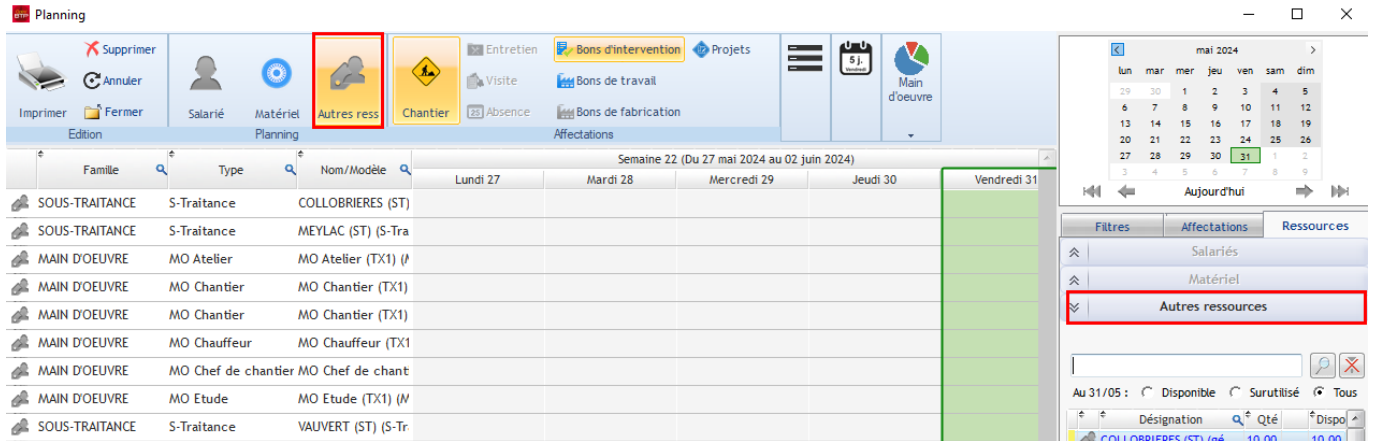 BTP Planning
Imprimer
Supprimer
Annuler
Fermer
Edition
Salarié
Matériel
Autres ress
Planning
Chantier
Entretien
Visite
25 Absence
Bons d'intervention
Bons de travail
Bons de fabrication
Projets
Affectations
5 j.
Vendredi
Main
d'oeuvre
Famille Type Nom/Modèle
Semaine 22 (Du 27 mai 2024 au 02 juin 2024)
Lundi 27 Mardi 28 Mercredi 29 Jeudi 30 Vendredi 31
SOUS-TRAITANCE S-Traitance COLLOBRIERES (ST)
SOUS-TRAITANCE S-Traitance MEYLAC (ST) (S-Tra
MAIN D'OEUVRE MO Atelier MO Atelier (TX1) (M
MAIN D'OEUVRE MO Chantier MO Chantier (TX1)
MAIN D'OEUVRE MO Chantier MO Chantier (TX1)
MAIN D'OEUVRE MO Chauffeur MO Chauffeur (TX1
MAIN D'OEUVRE MO Chef de chantier MO Chef de chant
MAIN D'OEUVRE MO Etude MO Etude (TX1) (M
SOUS-TRAITANCE S-Traitance VAUVERT (ST) (S-Tr
mai 2024
lun mar mer jeu ven sam dim
29 30 1 2 3 4 5
6 7 8 9 10 11 12
13 14 15 16 17 18 19
20 21 22 23 24 25 26
27 28 29 30 31 1 2
3 4 5 6 7 8 9
Aujourd'hui
Filtres Affectations Ressources
Salariés
Matériel
Autres ressources
Au 31/05 : Disponible Surutilisé Tous
Désignation Qté Dispo
COLLOBRIERES (ST) (gé 10,00 10,00